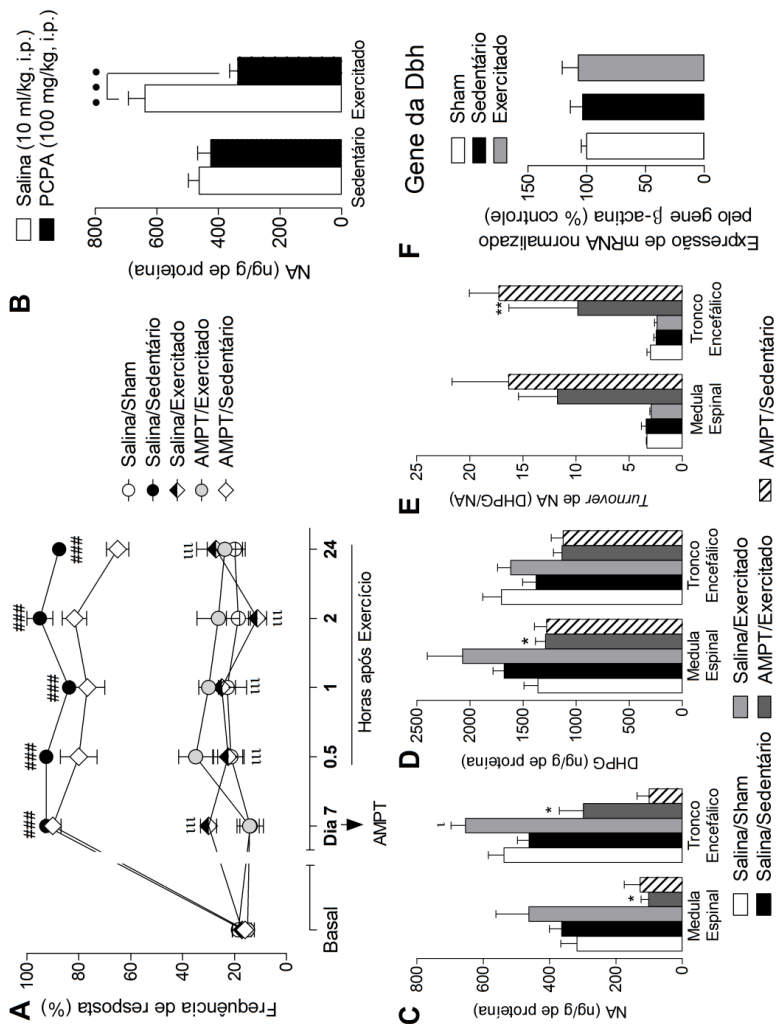 A
Frequência de resposta (%)
100
80
60
40
20
0
###
###
###
###
###
Basal
Dia 7
0.5
1
2
24
AMPT
Horas após Exercício
Salina/Sham
Salina/Sedentário
Salina/Exercitado
AMPT/Exercitado
AMPT/Sedentário
B
Salina (10 ml/kg, i.p.)
PCPA (100 mg/kg, i.p.)
NA (ng/g de proteína)
800
600
400
200
0
Sedentário Exercitado
C
NA (ng/g de proteína)
800
600
400
200
0
*
*
Medula Espinal
Tronco Encefálico
D
DHPG (ng/g de proteína)
2500
2000
1500
1000
500
0
*
Medula Espinal
Tronco Encefálico
E
Turnover de NA (DHPG/NA)
25
20
15
10
5
0
**
Medula Espinal
Tronco Encefálico
Salina/Sham
Salina/Sedentário
Salina/Exercitado
AMPT/Exercitado
AMPT/Sedentário
F
Gene da Dbh
Sham
Sedentário
Exercitado
Expressão de mRNA normalizado
pelo gene β-actina (% controle)
150
100
50
0